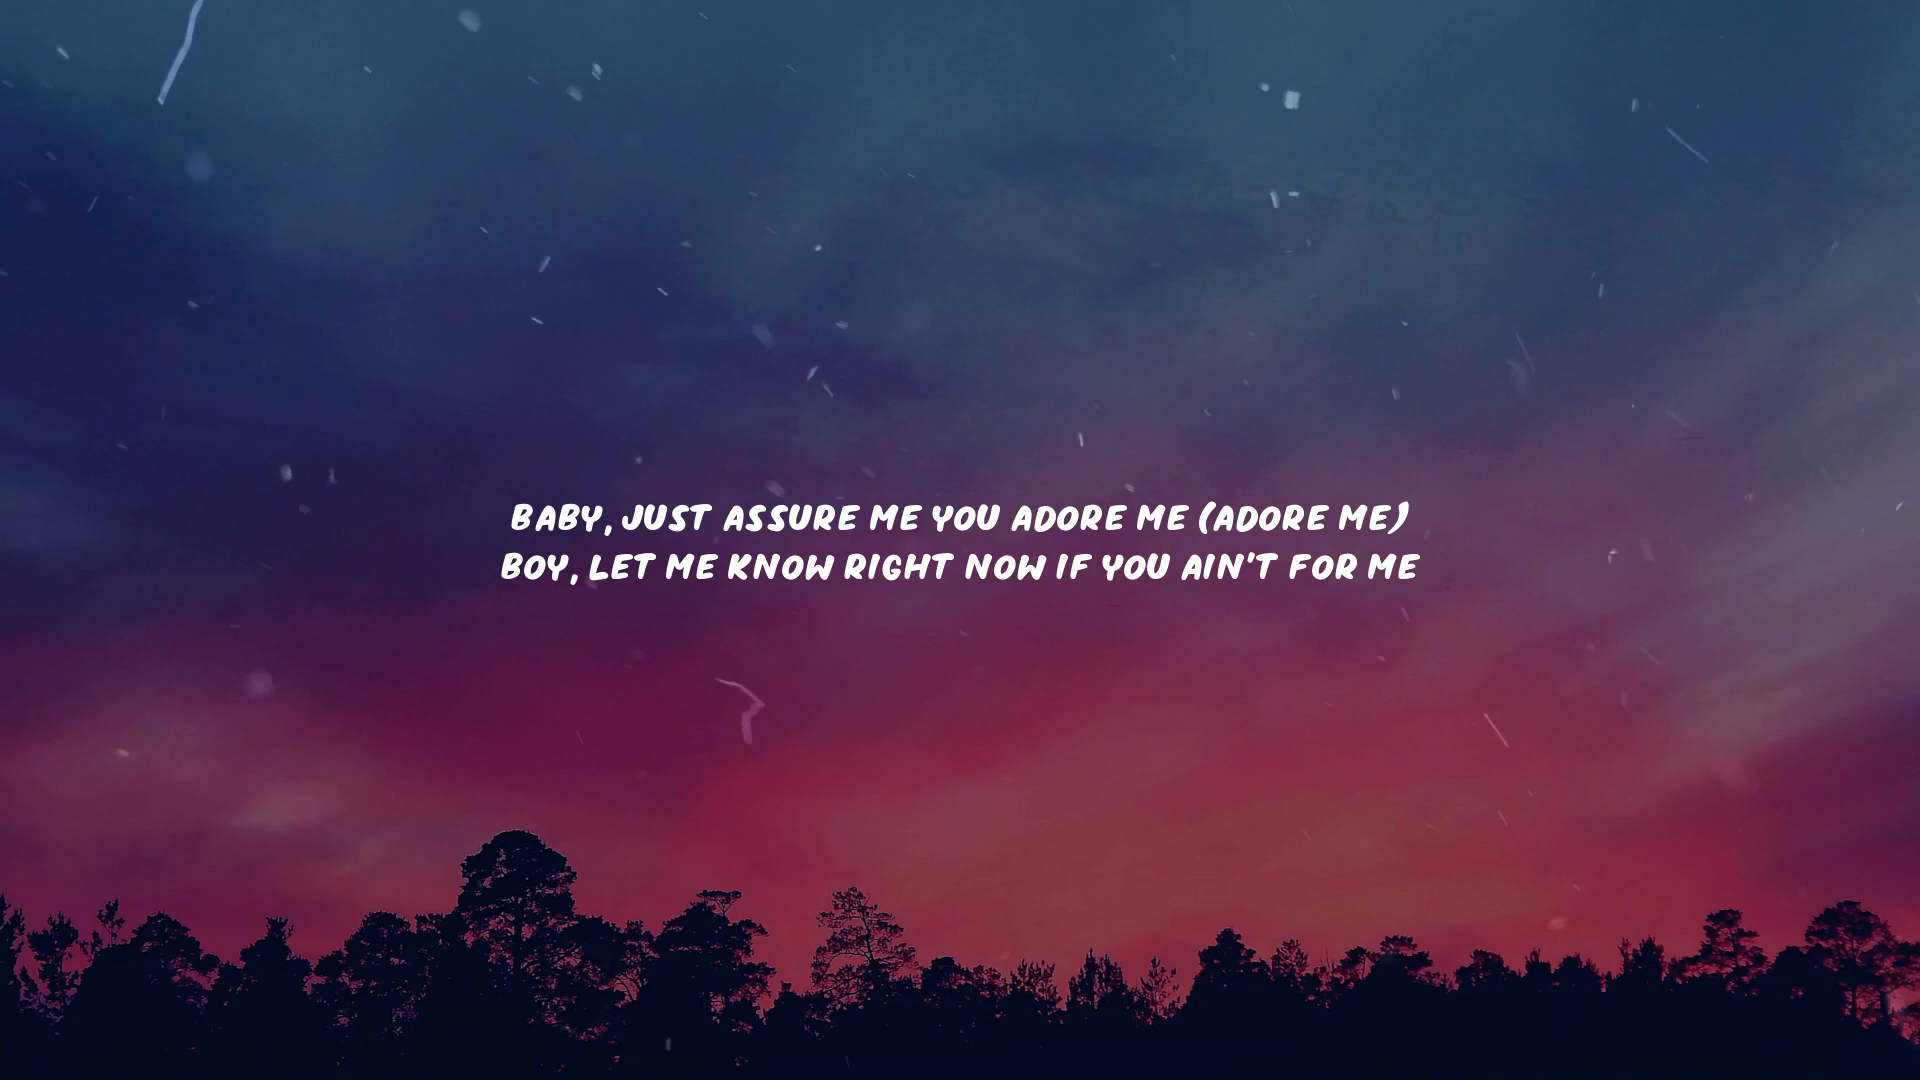 BABY, JUST ASSURE ME YOU ADORE ME (ADORE ME)
BOY, LET ME KNOW RIGHT NOW IF YOU AIN'T FOR ME